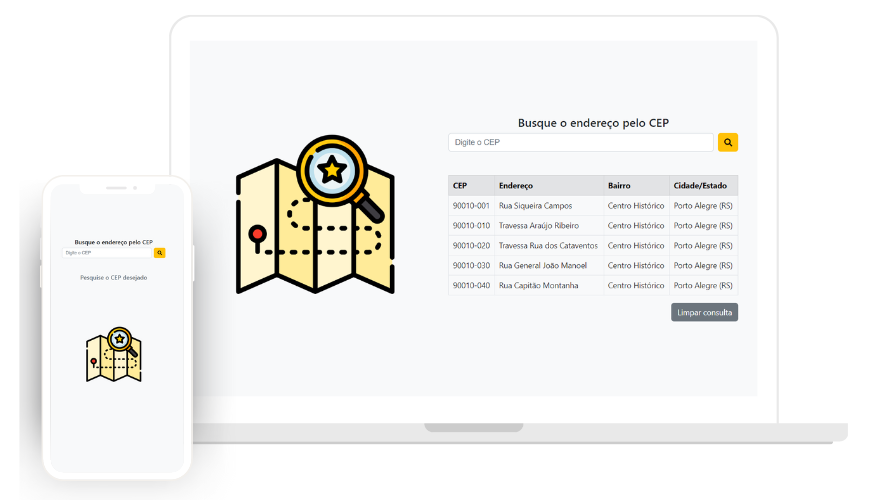 Busque o endereço pelo CEP
Digite o CEP
CEP Endereço Bairro Cidade/Estado
90010-001 Rua Siqueira Campos Centro Histórico Porto Alegre (RS)
90010-010 Travessa Araújo Ribeiro Centro Histórico Porto Alegre (RS)
90010-020 Travessa Rua dos Cataventos Centro Histórico Porto Alegre (RS)
90010-030 Rua General João Manoel Centro Histórico Porto Alegre (RS)
90010-040 Rua Capitão Montanha Centro Histórico Porto Alegre (RS)
Limpar consulta
Busque o endereço pelo CEP
Digite o CEP
Pesquise o CEP desejado